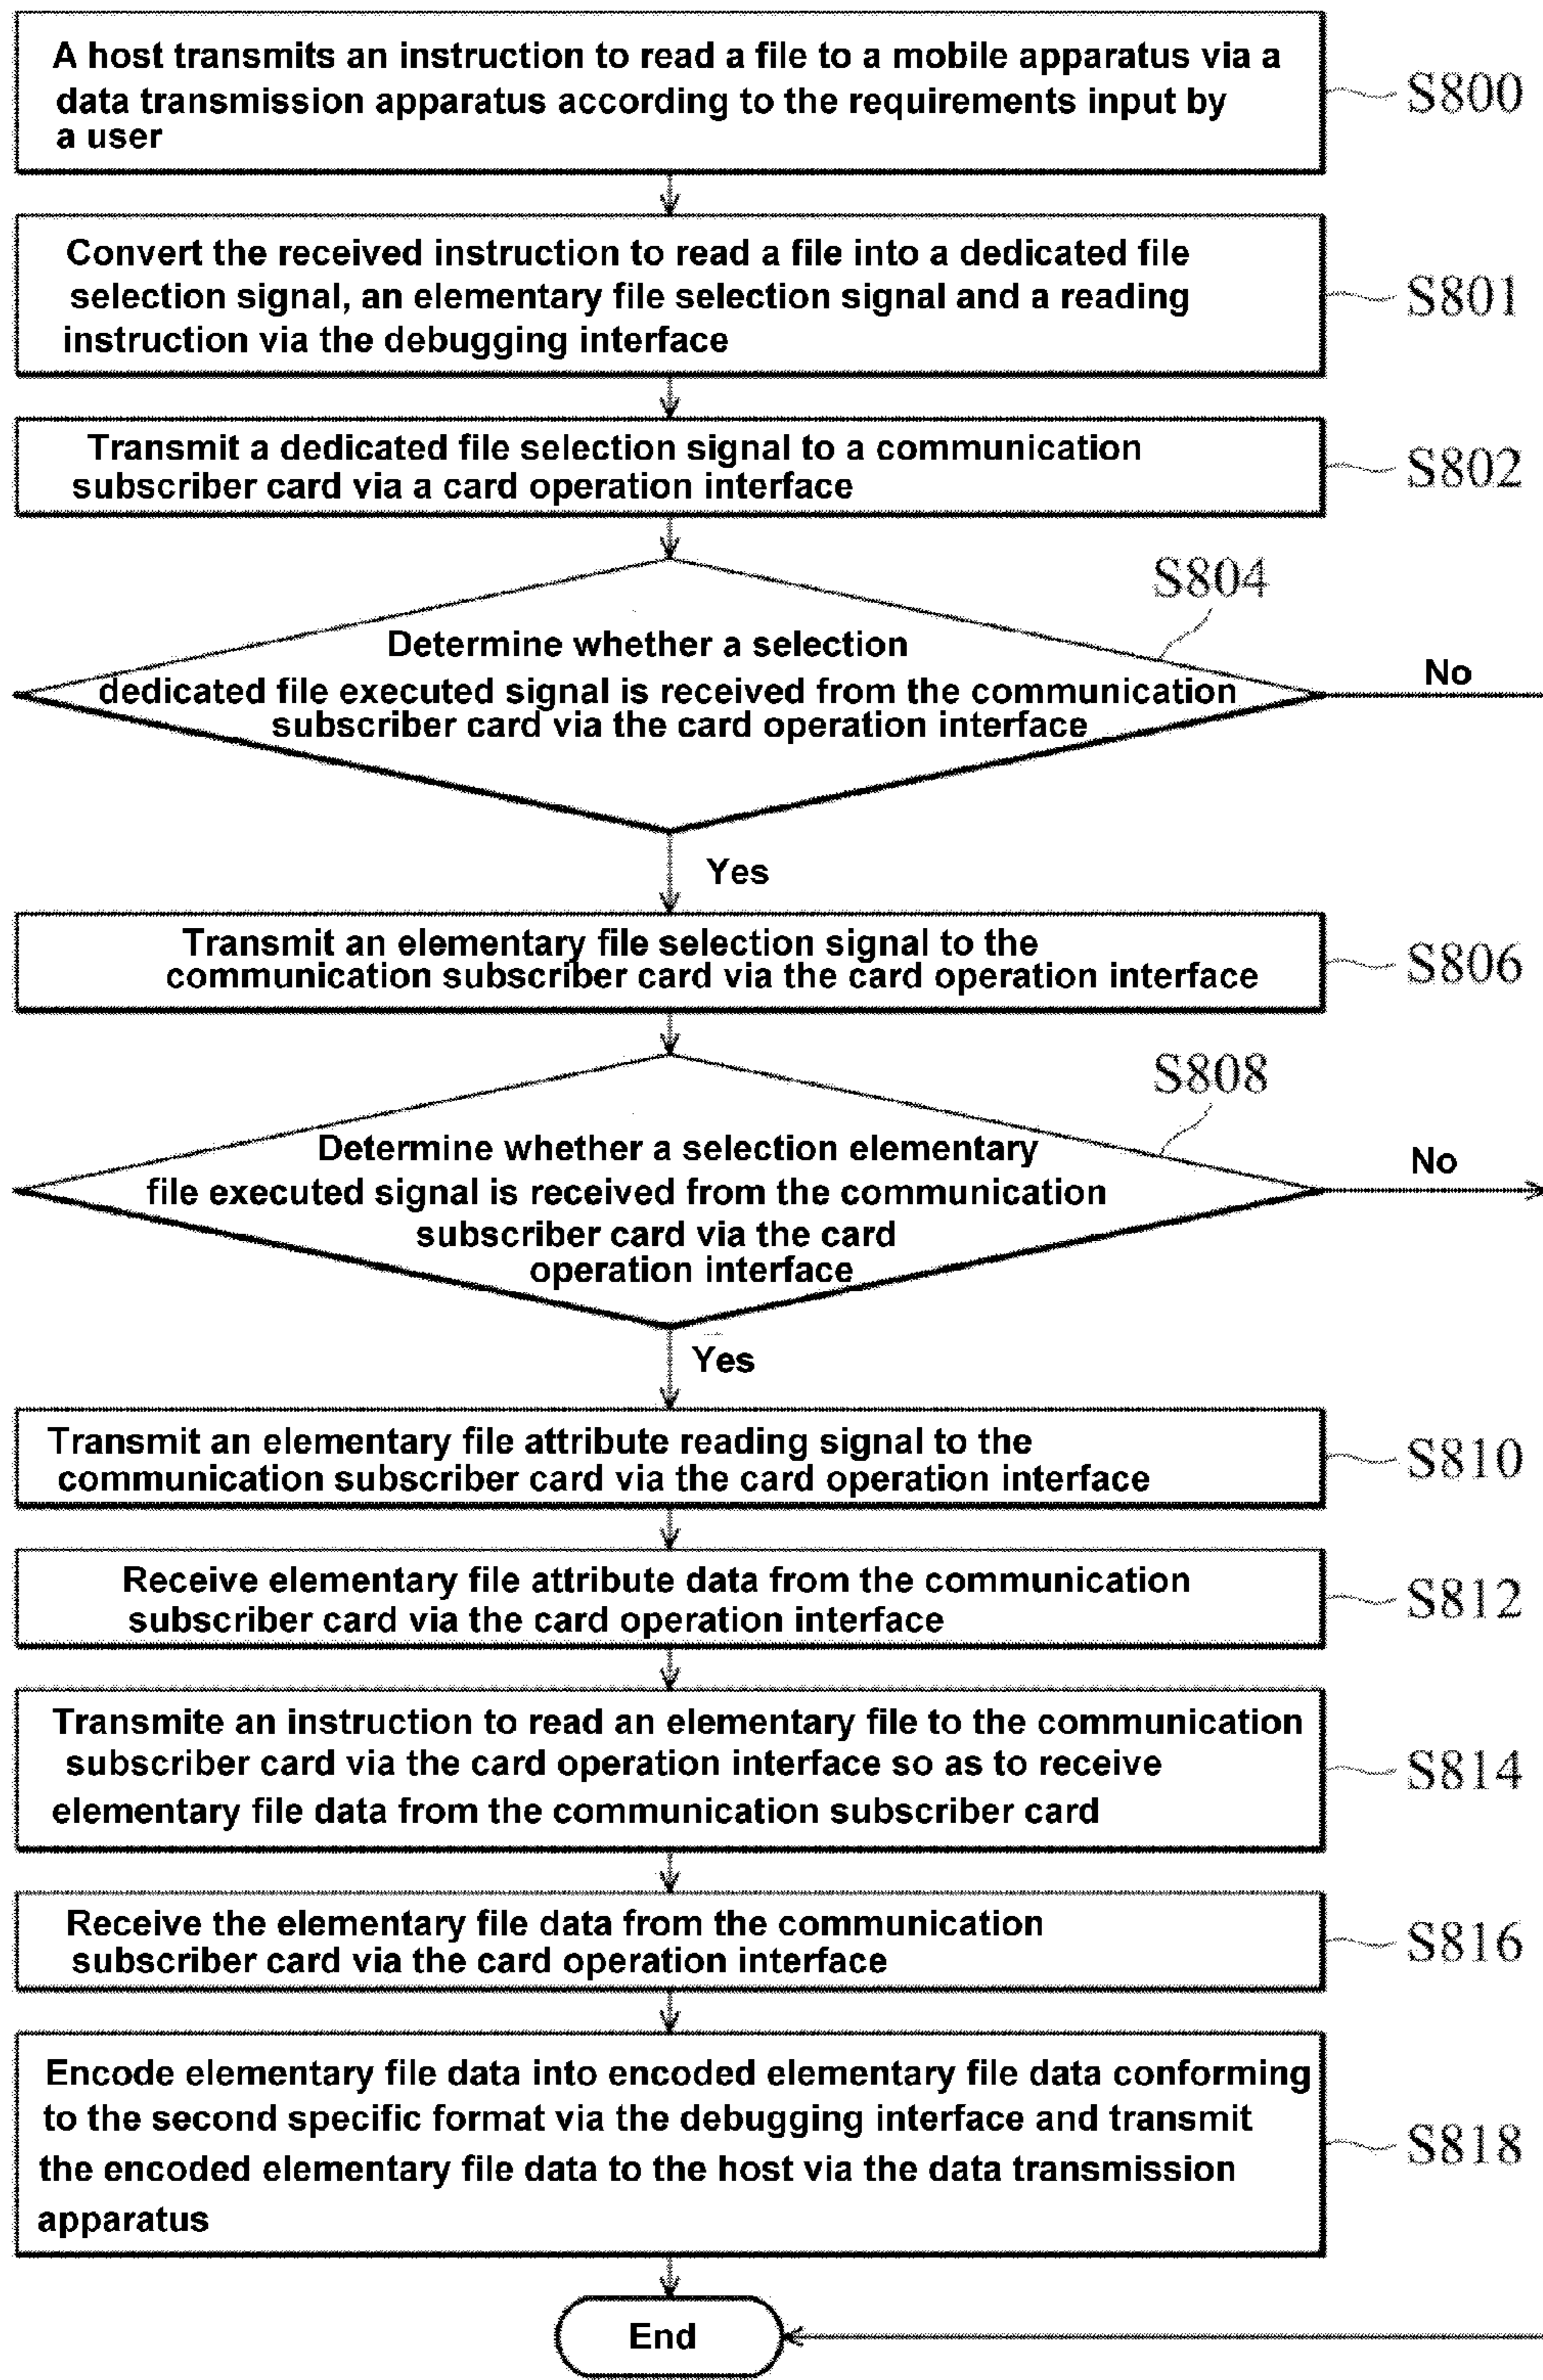 A host transmits an instruction to read a file to a mobile apparatus via a
data transmission apparatus according to the requirements input by
a user
S800
Convert the received instruction to read a file into a dedicated file
selection signal, an elementary file selection signal and a reading
instruction via the debugging interface
S801
Transmit a dedicated file selection signal to a communication
subscriber card via a card operation interface
S802
S804
Determine whether a selection
dedicated file executed signal is received from the communication
subscriber card via the card operation interface
No
Yes
Transmit an elementary file selection signal to the
communication subscriber card via the card operation interface
S806
S808
Determine whether a selection elementary
file executed signal is received from the communication
subscriber card via the card
operation interface
No
Yes
Transmit an elementary file attribute reading signal to the
communication subscriber card via the card operation interface
S810
Receive elementary file attribute data from the communication
subscriber card via the card operation interface
S812
Transmite an instruction to read an elementary file to the communication
subscriber card via the card operation interface so as to receive
elementary file data from the communication subscriber card
S814
Receive the elementary file data from the communication
subscriber card via the card operation interface
S816
Encode elementary file data into encoded elementary file data conforming
to the second specific format via the debugging interface and transmit
the encoded elementary file data to the host via the data transmission
apparatus
S818
End